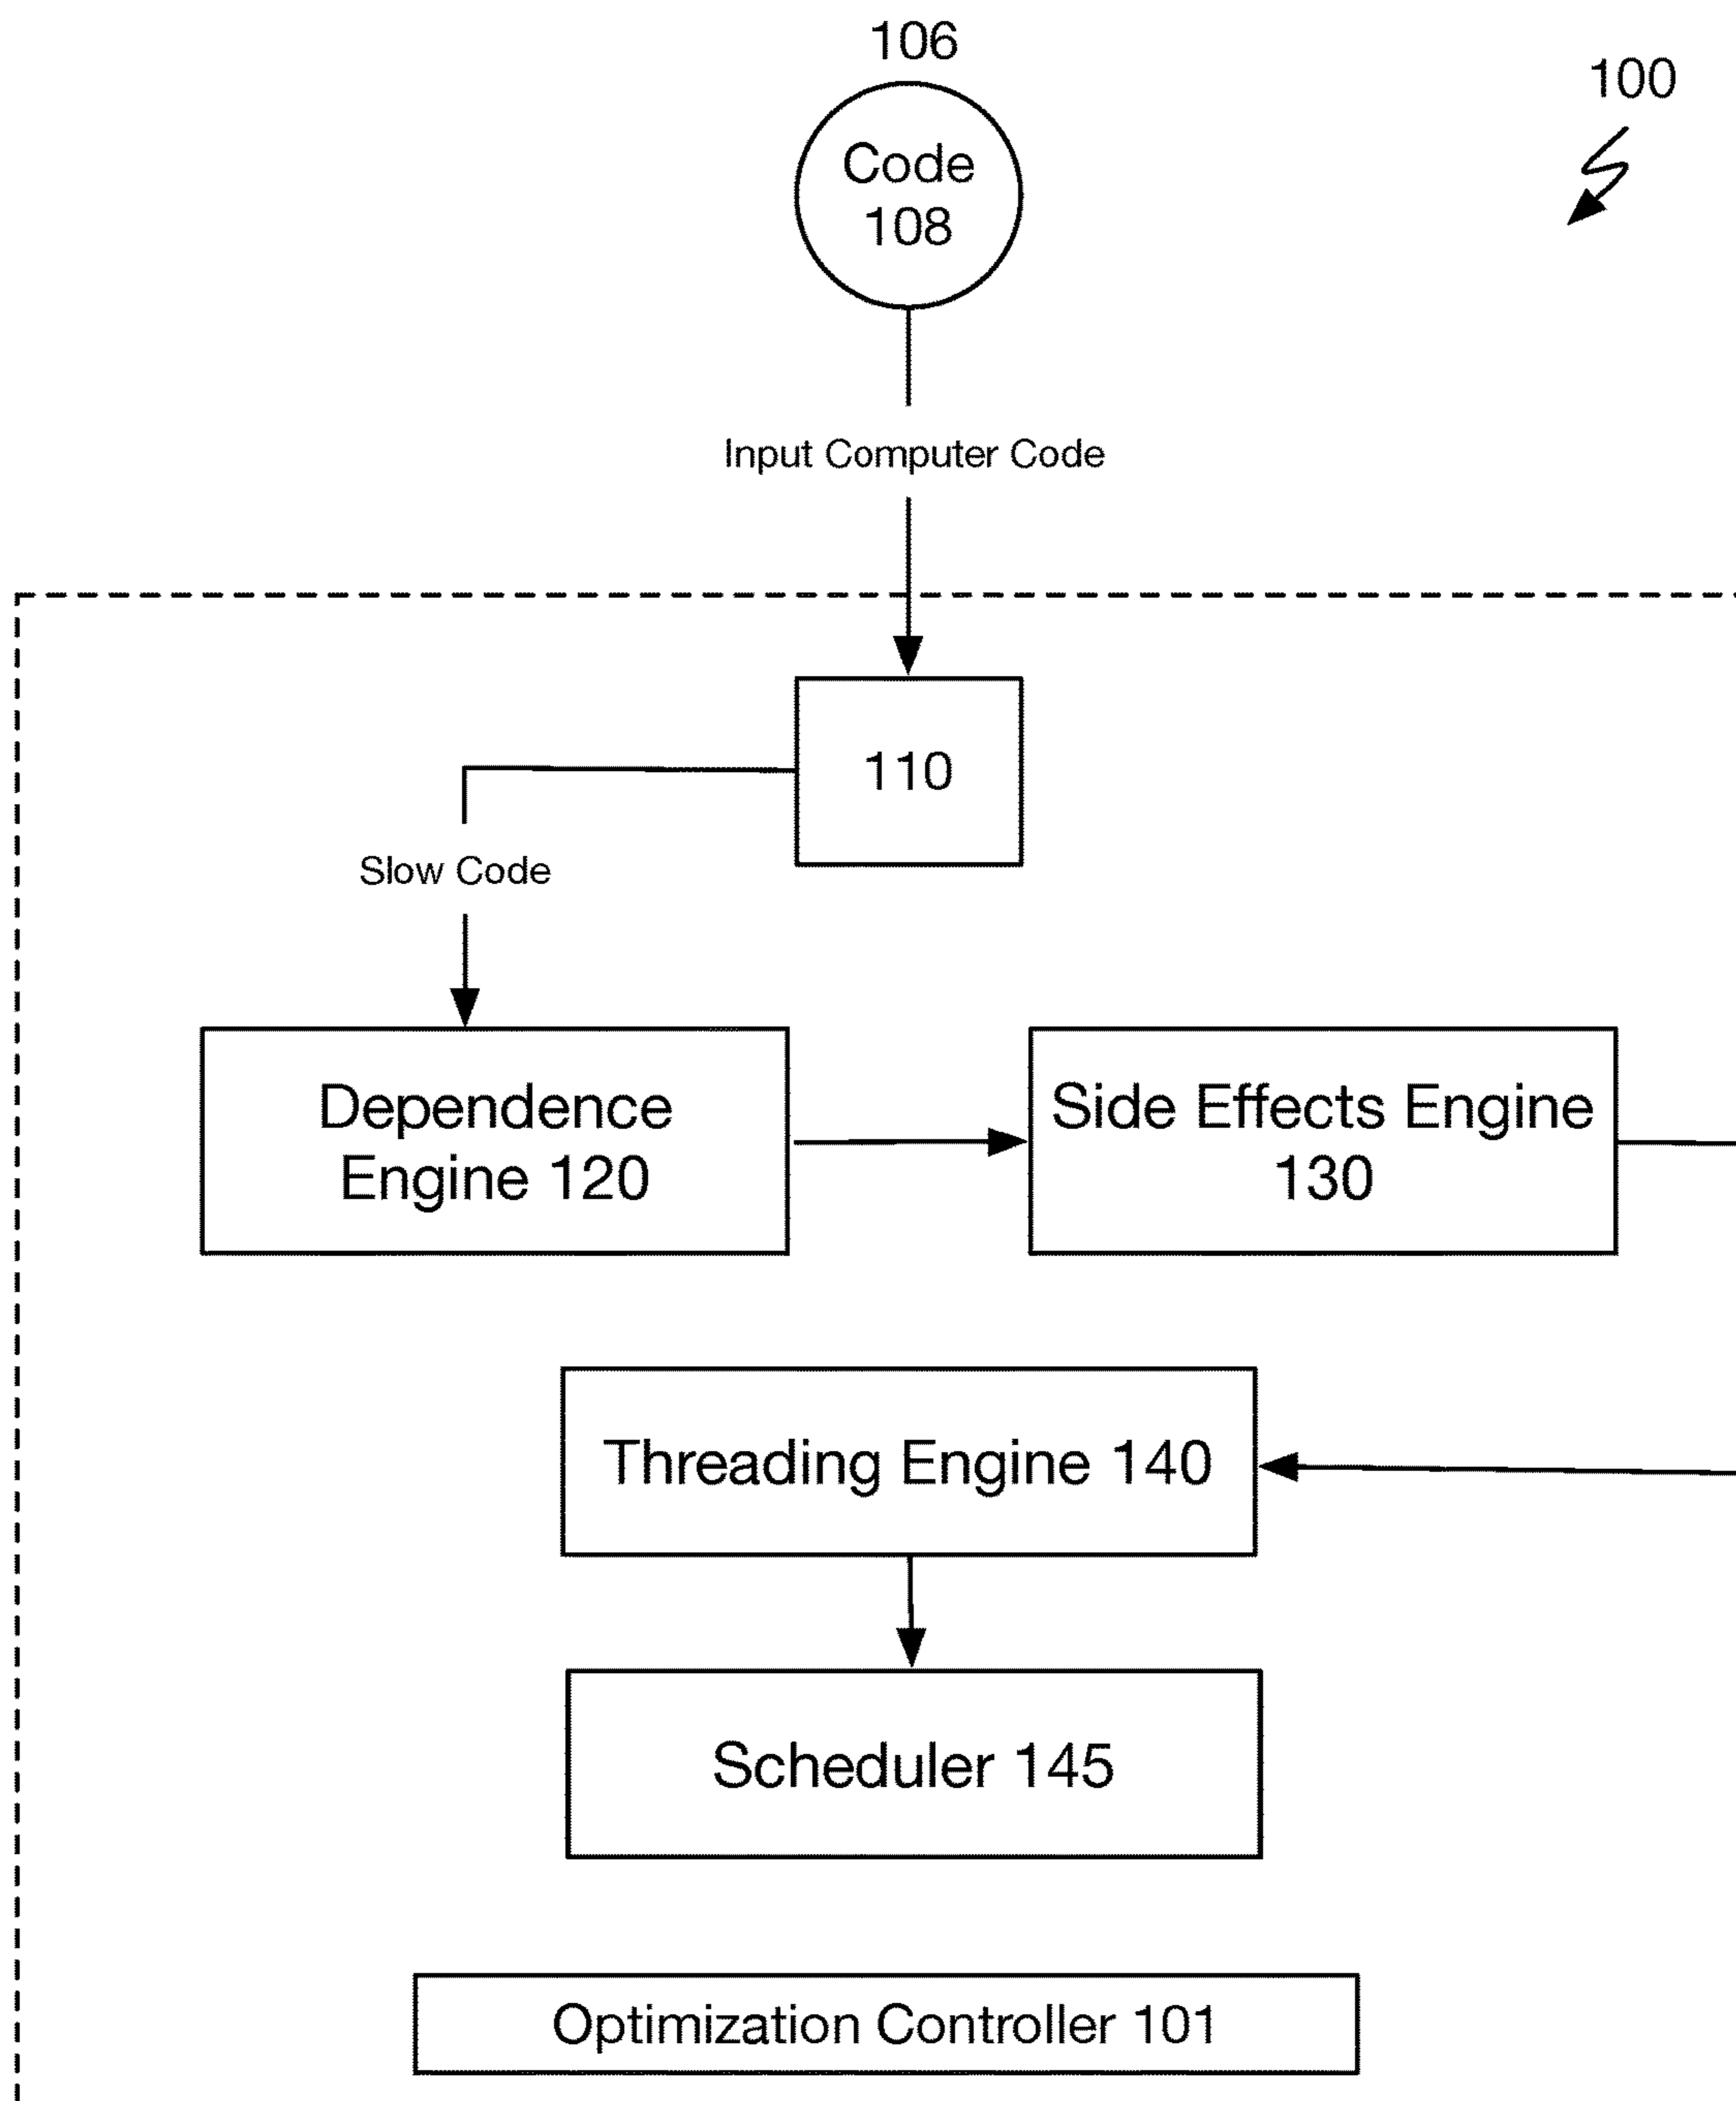 106
100
Code
108
Input Computer Code
110
Slow Code
Dependence
Engine 120
Side Effects Engine
130
Threading Engine 140
Scheduler 145
Optimization Controller 101